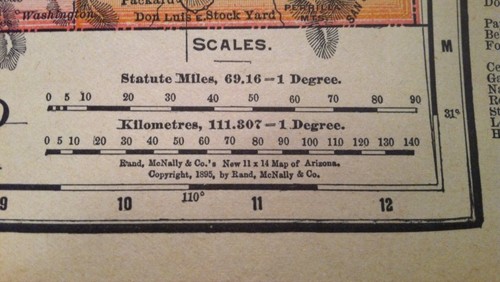 Washington
Packard
Don Luis
Stock Yard
SCALES.
Statute Miles, 69.16=1 Degree.
0 5 10 20 30 40 50 60 70 80 90
Kilometres, 111.307=1 Degree.
0 5 10 20 30 40 50 60 70 80 90 100 110 120 130 140
Rand, McNally & Co.'s New 11 x 14 Map of Arizona.
Copyright, 1895, by Rand, McNally & Co.
M
31°
9 10 110° 11 12